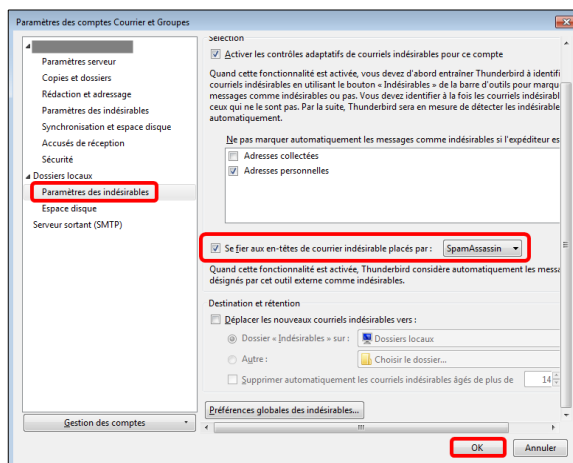 Paramètres des comptes Courrier et Groupes
Paramètres serveur
Copies et dossiers
Rédaction et adressage
Paramètres des indésirables
Synchronisation et espace disque
Accusés de réception
Sécurité
Dossiers locaux
Paramètres des indésirables
Espace disque
Serveur sortant (SMTP)
Gestion des comptes
Sélection
Activer les contrôles adaptatifs de courriels indésirables pour ce compte
Quand cette fonctionnalité est activée, vous devez d'abord entraîner Thunderbird à identifi
courriels indésirables en utilisant le bouton « Indésirables » de la barre d'outils pour marqu
messages comme indésirables ou pas. Vous devez identifier à la fois les courriels indésirabl
ceux qui ne le sont pas. Par la suite, Thunderbird sera en mesure de détecter les indésirable
automatiquement.
Ne pas marquer automatiquement les messages comme indésirables si l'expéditeur es
Adresses collectées
Adresses personnelles
Se fier aux en-têtes de courrier indésirable placés par : SpamAssassin
Quand cette fonctionnalité est activée, Thunderbird considère automatiquement les messa
désignés par cet outil externe comme indésirables.
Destination et rétention
Déplacer les nouveaux courriels indésirables vers :
Dossier « Indésirables » sur : Dossiers locaux
Autre : Choisir le dossier...
Supprimer automatiquement les courriels indésirables âgés de plus de 14
Préférences globales des indésirables...
OK Annuler